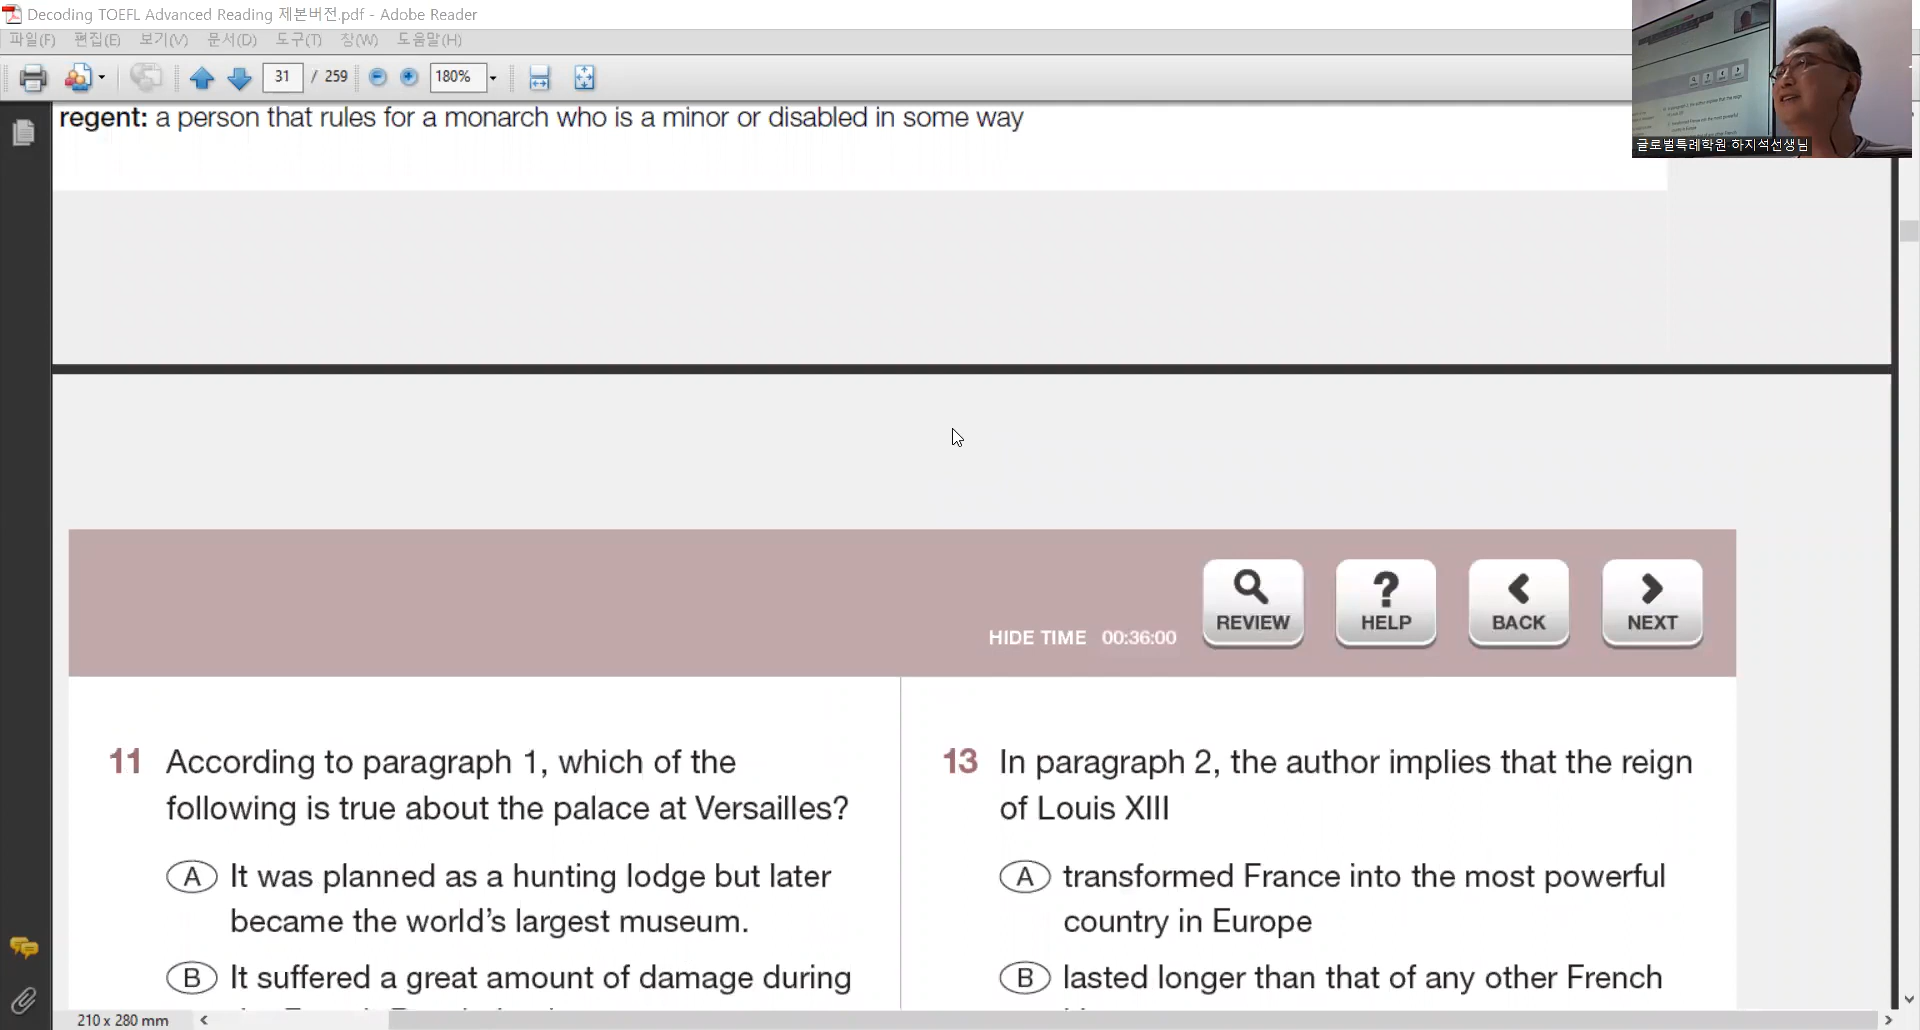 Decoding TOEFL Advanced Reading 제본버전.pdf - Adobe Reader
파일(F) 편집(E) 보기(V) 문서(D) 도구(T) 창(W) 도움말(H)
31 / 259 180%
글로벌특례학원 하지석선생님
regent: a person that rules for a monarch who is a minor or disabled in some way
HIDE TIME 00:36:00
REVIEW
HELP
BACK
NEXT
11 According to paragraph 1, which of the
following is true about the palace at Versailles?
A It was planned as a hunting lodge but later
became the world's largest museum.
B It suffered a great amount of damage during
13 In paragraph 2, the author implies that the reign
of Louis XIII
A transformed France into the most powerful
country in Europe
B lasted longer than that of any other French
210 x 280 mm